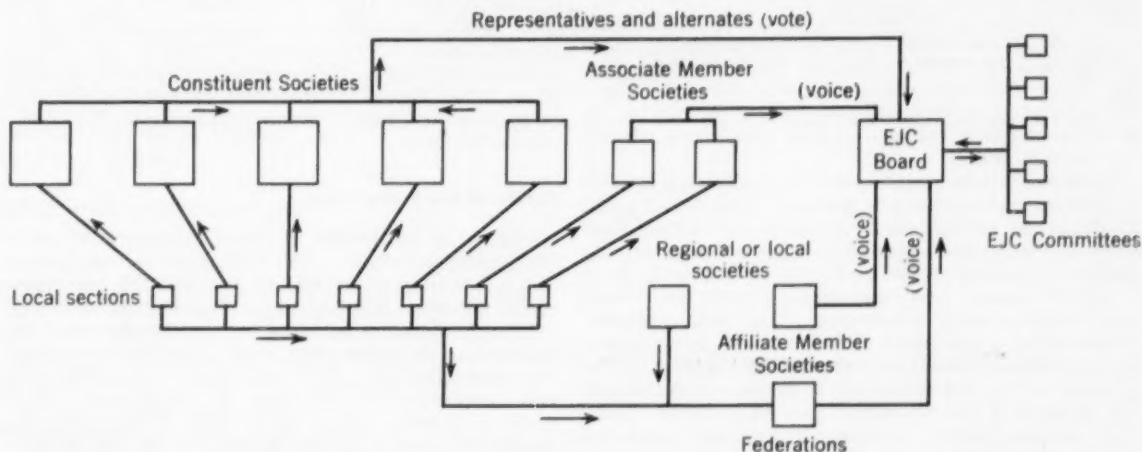 Representatives and alternates (vote)
Constituent Societies
Associate Member
Societies
(voice)
EJC
Board
EJC Committees
Regional or local
societies
(voice)
(voice)
Local sections
Affiliate Member
Societies
Federations